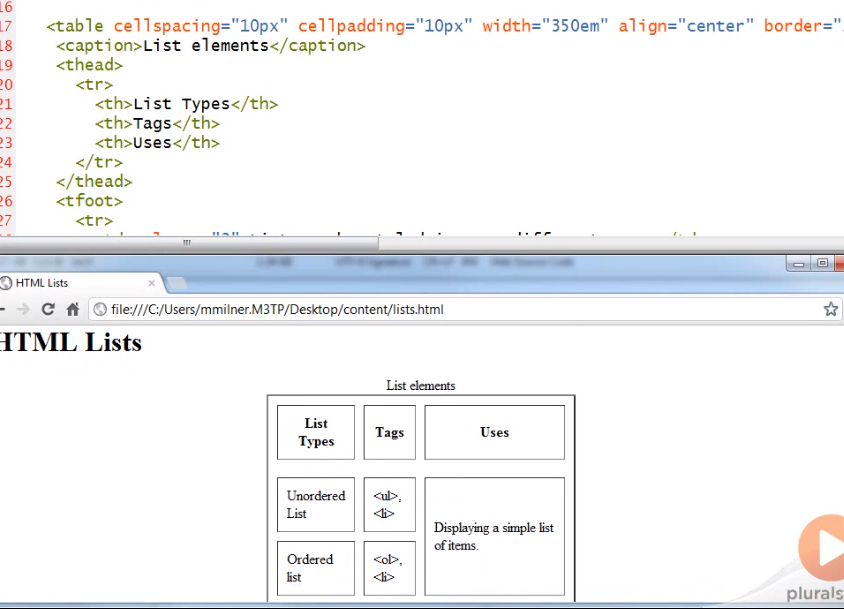 16
17 <table cellspacing="10px" cellpadding="10px" width="350em" align="center" border="
18 <caption>List elements</caption>
19 <thead>
20 <tr>
21 <th>List Types</th>
22 <th>Tags</th>
23 <th>Uses</th>
24 </tr>
25 </thead>
26 <tfoot>
27 <tr>
HTML Lists
file:///C:/Users/mmilner.M3TP/Desktop/content/lists.html
HTML Lists
List elements
List
Types
Tags
Uses
Unordered
List
<ul>,
<li>
Displaying a simple list
of items.
Ordered
list
<ol>,
<li>
plurals